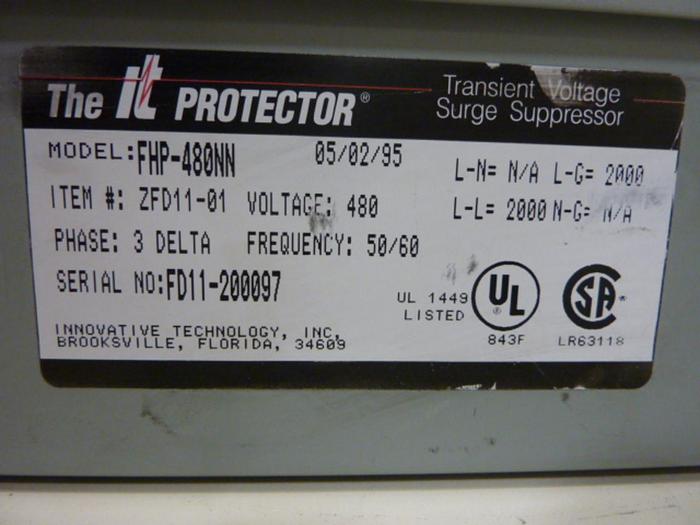 The it PROTECTOR®
Transient Voltage
Surge Suppressor
MODEL: FHP-480NN 05/02/95
L-N= N/A L-G= 2000
ITEM #: ZFD11-01 VOLTAGE: 480
L-L= 2000 N-G= N/A
PHASE: 3 DELTA FREQUENCY: 50/60
SERIAL NO: FD11-200097
UL 1449
LISTED
UL ®
843F
SA
LR63118
INNOVATIVE TECHNOLOGY, INC.
BROOKSVILLE, FLORIDA, 34609